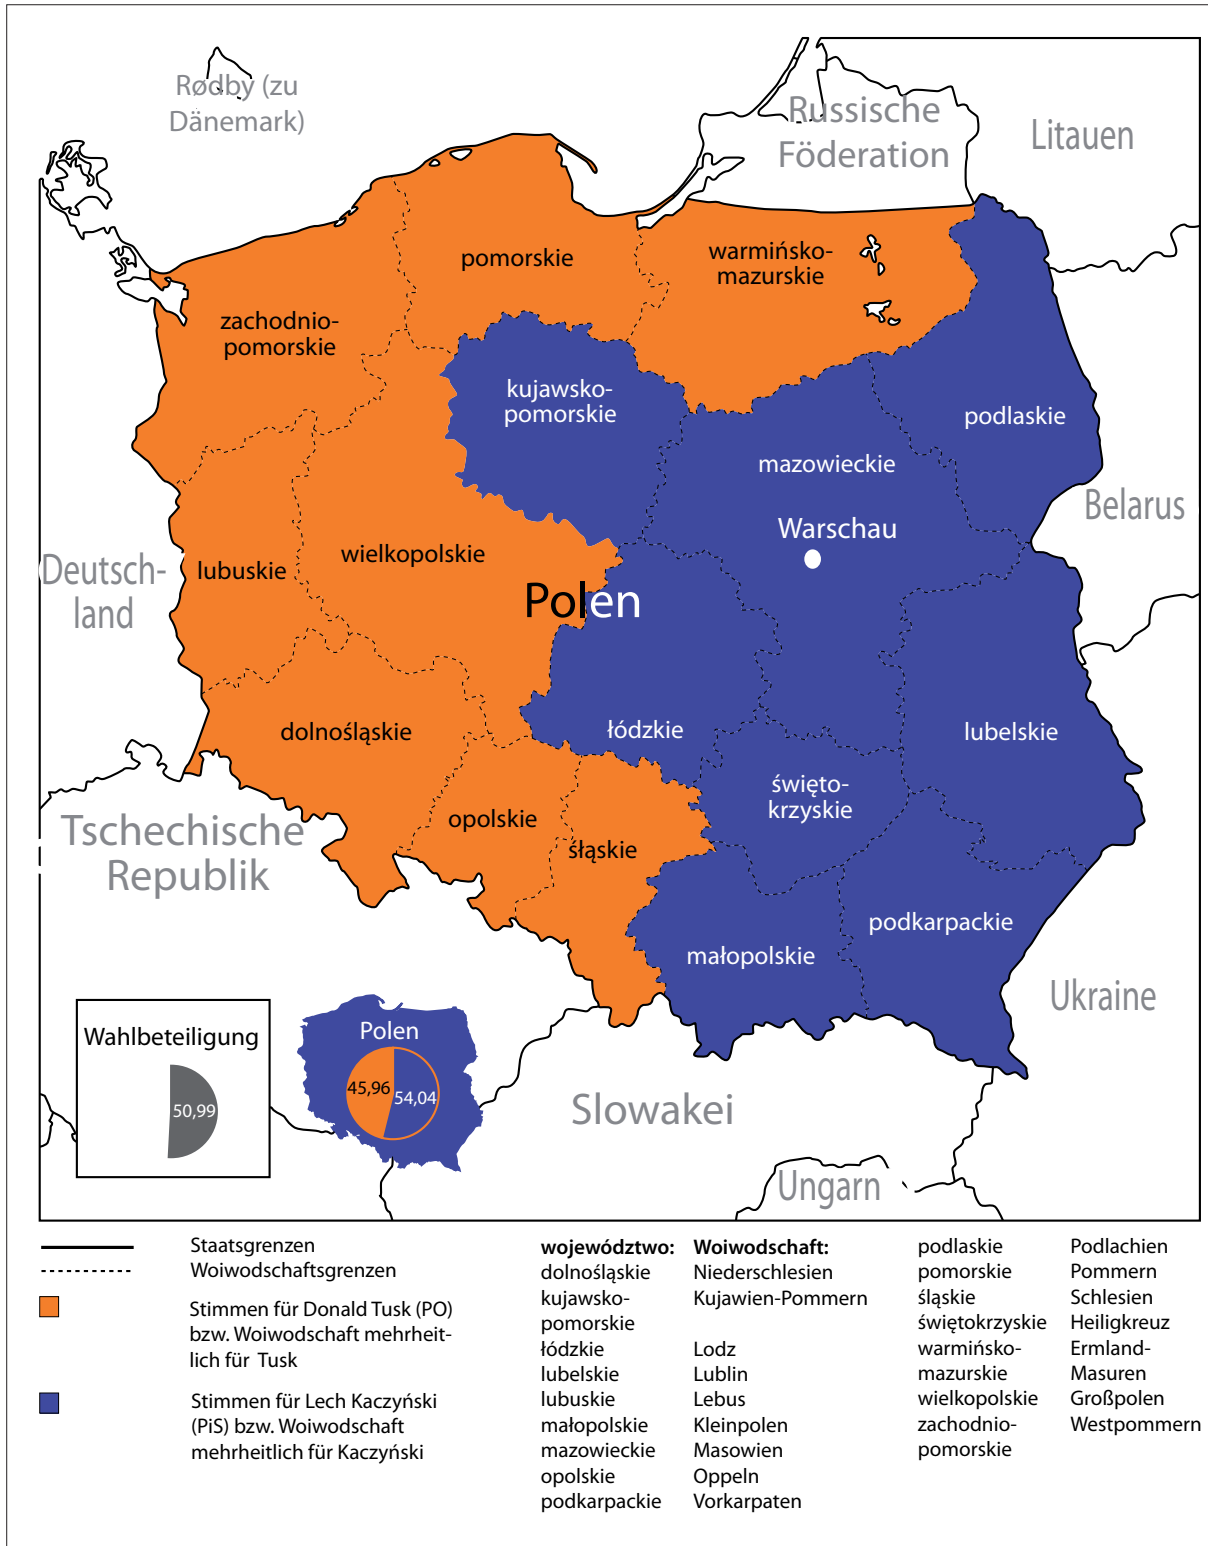 Rødby (zu
Dänemark)
Russische
Föderation
Litauen
pomorskie
warmińsko-
mazurskie
zachodnio-
pomorskie
kujawsko-
pomorskie
podlaskie
mazowieckie
Belarus
Warschau
wielkopolskie
lubuskie
Deutsch-
land
Polen
dolnośląskie
łódzkie
lubelskie
święto-
krzyskie
opolskie
śłąskie
Tschechische
Republik
podkarpackie
małopolskie
Ukraine
Wahlbeteiligung
50,99
Polen
45,96
54,04
Slowakei
Ungarn
Staatsgrenzen
Woiwodschaftsgrenzen
Stimmen für Donald Tusk (PO)
bzw. Woiwodschaft mehrheit-
lich für Tusk
Stimmen für Lech Kaczyński
(PiS) bzw. Woiwodschaft
mehrheitlich für Kaczyński
województwo: Woiwodschaft:
dolnośląskie Niederschlesien
kujawsko- Kujawien-Pommern
pomorskie
łódzkie Lodz
lubelskie Lublin
lubuskie Lebus
małopolskie Kleinpolen
mazowieckie Masowien
opolskie Oppeln
podkarpackie Vorkarpaten
podlaskie Podlachien
pomorskie Pommern
śląskie Schlesien
świętokrzyskie Heiligkreuz
warmińsko- Ermland-
mazurskie Masuren
wielkopolskie Großpolen
zachodnio- Westpommern
pomorskie